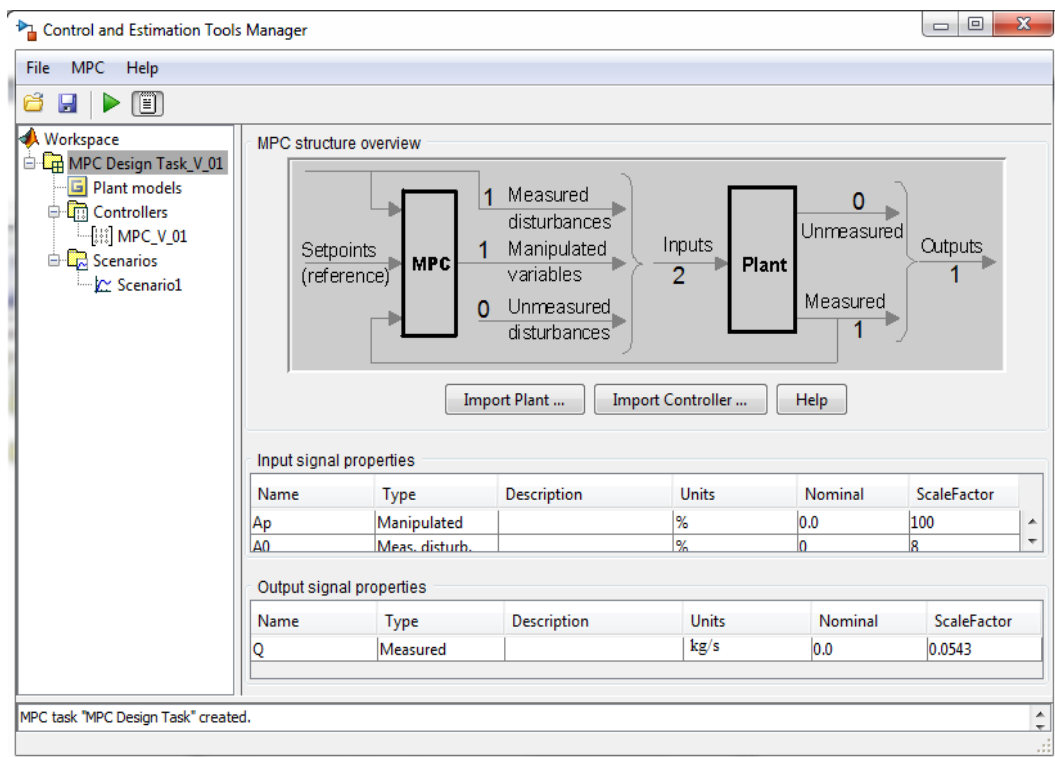 Control and Estimation Tools Manager
File MPC Help
Workspace
MPC Design Task_V_01
Plant models
Controllers
MPC_V_01
Scenarios
Scenario1
MPC structure overview
Setpoints
(reference)
MPC
1 Measured
disturbances
1 Manipulated
variables
0 Unmeasured
disturbances
Inputs
2
Plant
0
Unmeasured
Measured
1
Outputs
1
Import Plant ... Import Controller ... Help
Input signal properties
Name Type Description Units Nominal ScaleFactor
Ap Manipulated % 0.0 100
A0 Meas. disturb. % 0 8
Output signal properties
Name Type Description Units Nominal ScaleFactor
Q Measured kg/s 0.0 0.0543
MPC task "MPC Design Task" created.